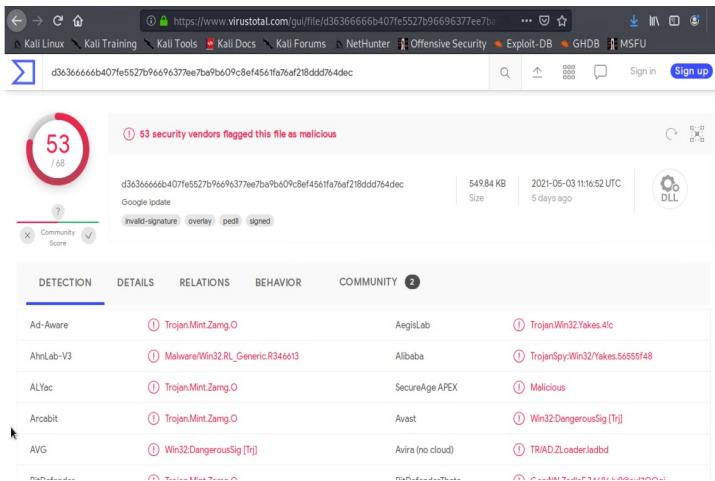 https://www.virustotal.com/gui/file/d36366666b407fe5527b96696377ee7ba
Kali Linux Kali Training Kali Tools Kali Docs Kali Forums NetHunter Offensive Security Exploit-DB GHDB MSFU
d36366666b407fe5527b96696377ee7ba9b609c8ef4561fa76af218ddd764dec Sign in Sign up
53 / 68
53 security vendors flagged this file as malicious
d36366666b407fe5527b96696377ee7ba9b609c8ef4561fa76af218ddd764dec 549.84 KB 2021-05-03 11:16:52 UTC
Google ipdate Size 5 days ago DLL
invalid-signature overlay pedll signed
? Community Score
DETECTION DETAILS RELATIONS BEHAVIOR COMMUNITY 2
Ad-Aware Trojan.Mint.Zamg.O AegisLab Trojan.Win32.Yakes.4!c
AhnLab-V3 Malware/Win32.RL_Generic.R346613 Alibaba TrojanSpy:Win32/Yakes.56555f48
ALYac Trojan.Mint.Zamg.O SecureAge APEX Malicious
Arcabit Trojan.Mint.Zamg.O Avast Win32:DangerousSig [Trj]
AVG Win32:DangerousSig [Trj] Avira (no cloud) TR/AD.ZLoader.ladbd
BitDefender Trojan.Mint.Zamg.O BitDefenderTheta